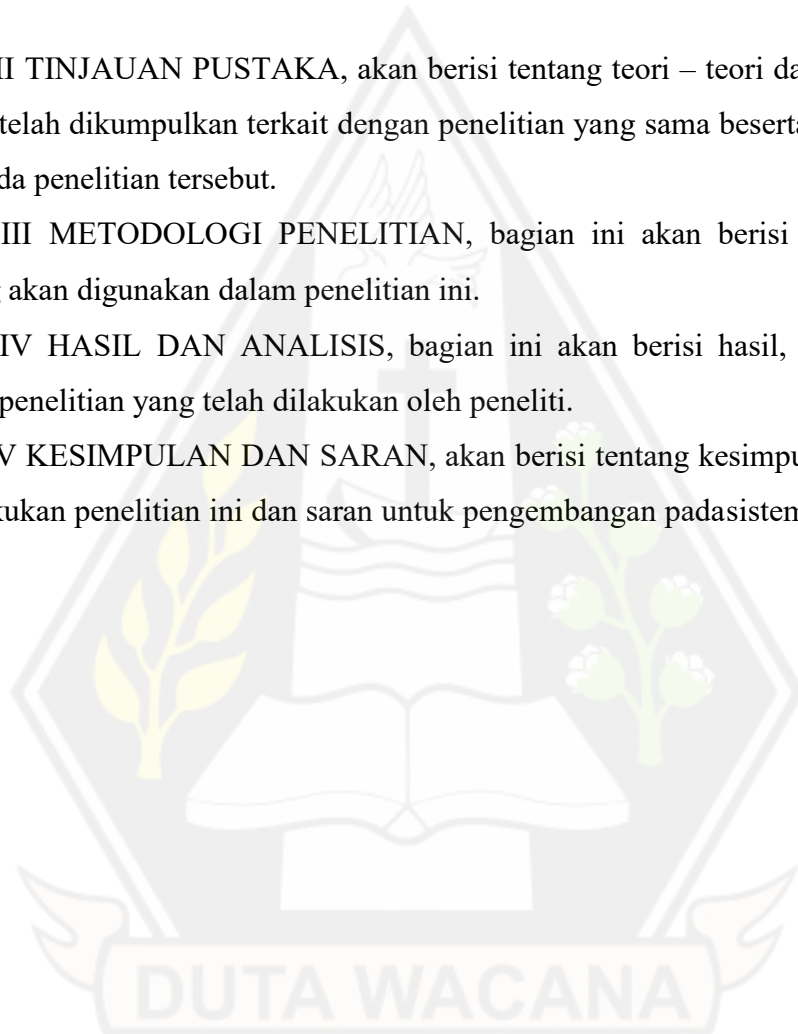 II TINJAUAN PUSTAKA, akan berisi tentang teori – teori da
telah dikumpulkan terkait dengan penelitian yang sama beserta
da penelitian tersebut.
III METODOLOGI PENELITIAN, bagian ini akan berisi
akan digunakan dalam penelitian ini.
IV HASIL DAN ANALISIS, bagian ini akan berisi hasil,
penelitian yang telah dilakukan oleh peneliti.
V KESIMPULAN DAN SARAN, akan berisi tentang kesimpu
kukan penelitian ini dan saran untuk pengembangan padasistem
DUTA WACANA